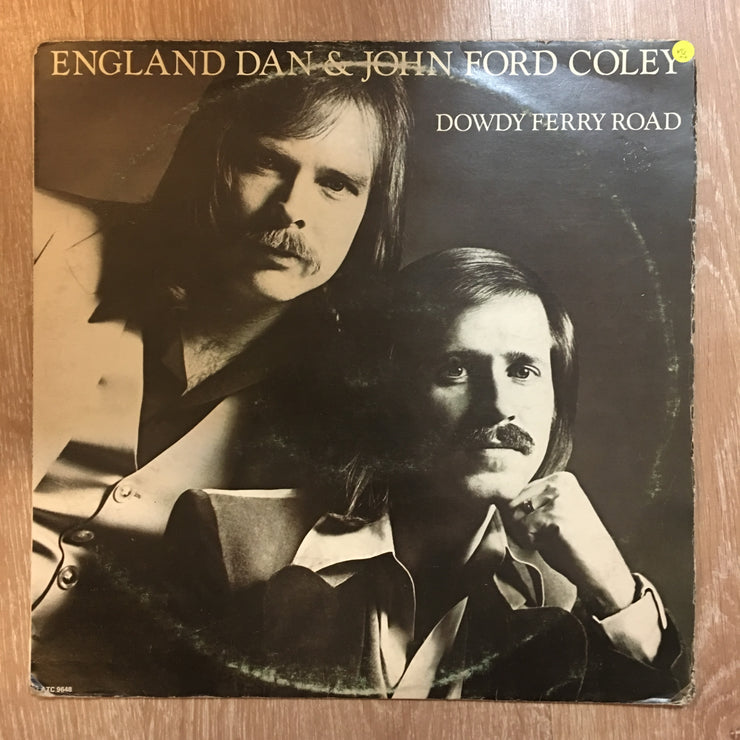 ENGLAND DAN & JOHN FORD COLEY
DOWDY FERRY ROAD
ATC 9648